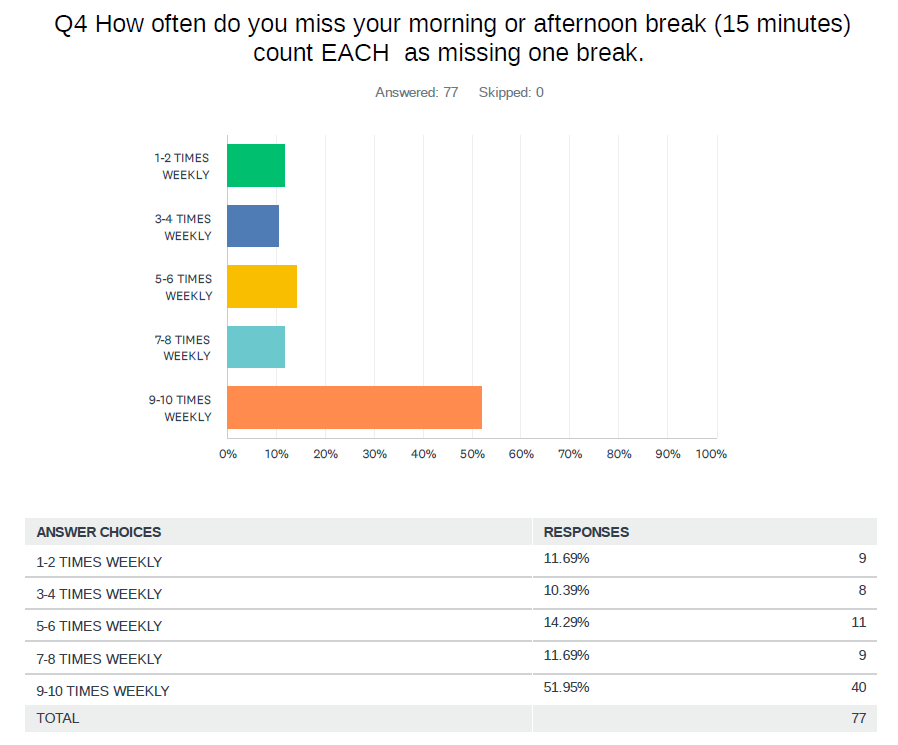 Q4 How often do you miss your morning or afternoon break (15 minutes)
count EACH  as missing one break.
Answered: 77 Skipped: 0
1-2 TIMES
WEEKLY
3-4 TIMES
WEEKLY
5-6 TIMES
WEEKLY
7-8 TIMES
WEEKLY
9-10 TIMES
WEEKLY
0% 10% 20% 30% 40% 50% 60% 70% 80% 90% 100%
ANSWER CHOICES RESPONSES
1-2 TIMES WEEKLY 11.69% 9
3-4 TIMES WEEKLY 10.39% 8
5-6 TIMES WEEKLY 14.29% 11
7-8 TIMES WEEKLY 11.69% 9
9-10 TIMES WEEKLY 51.95% 40
TOTAL 77